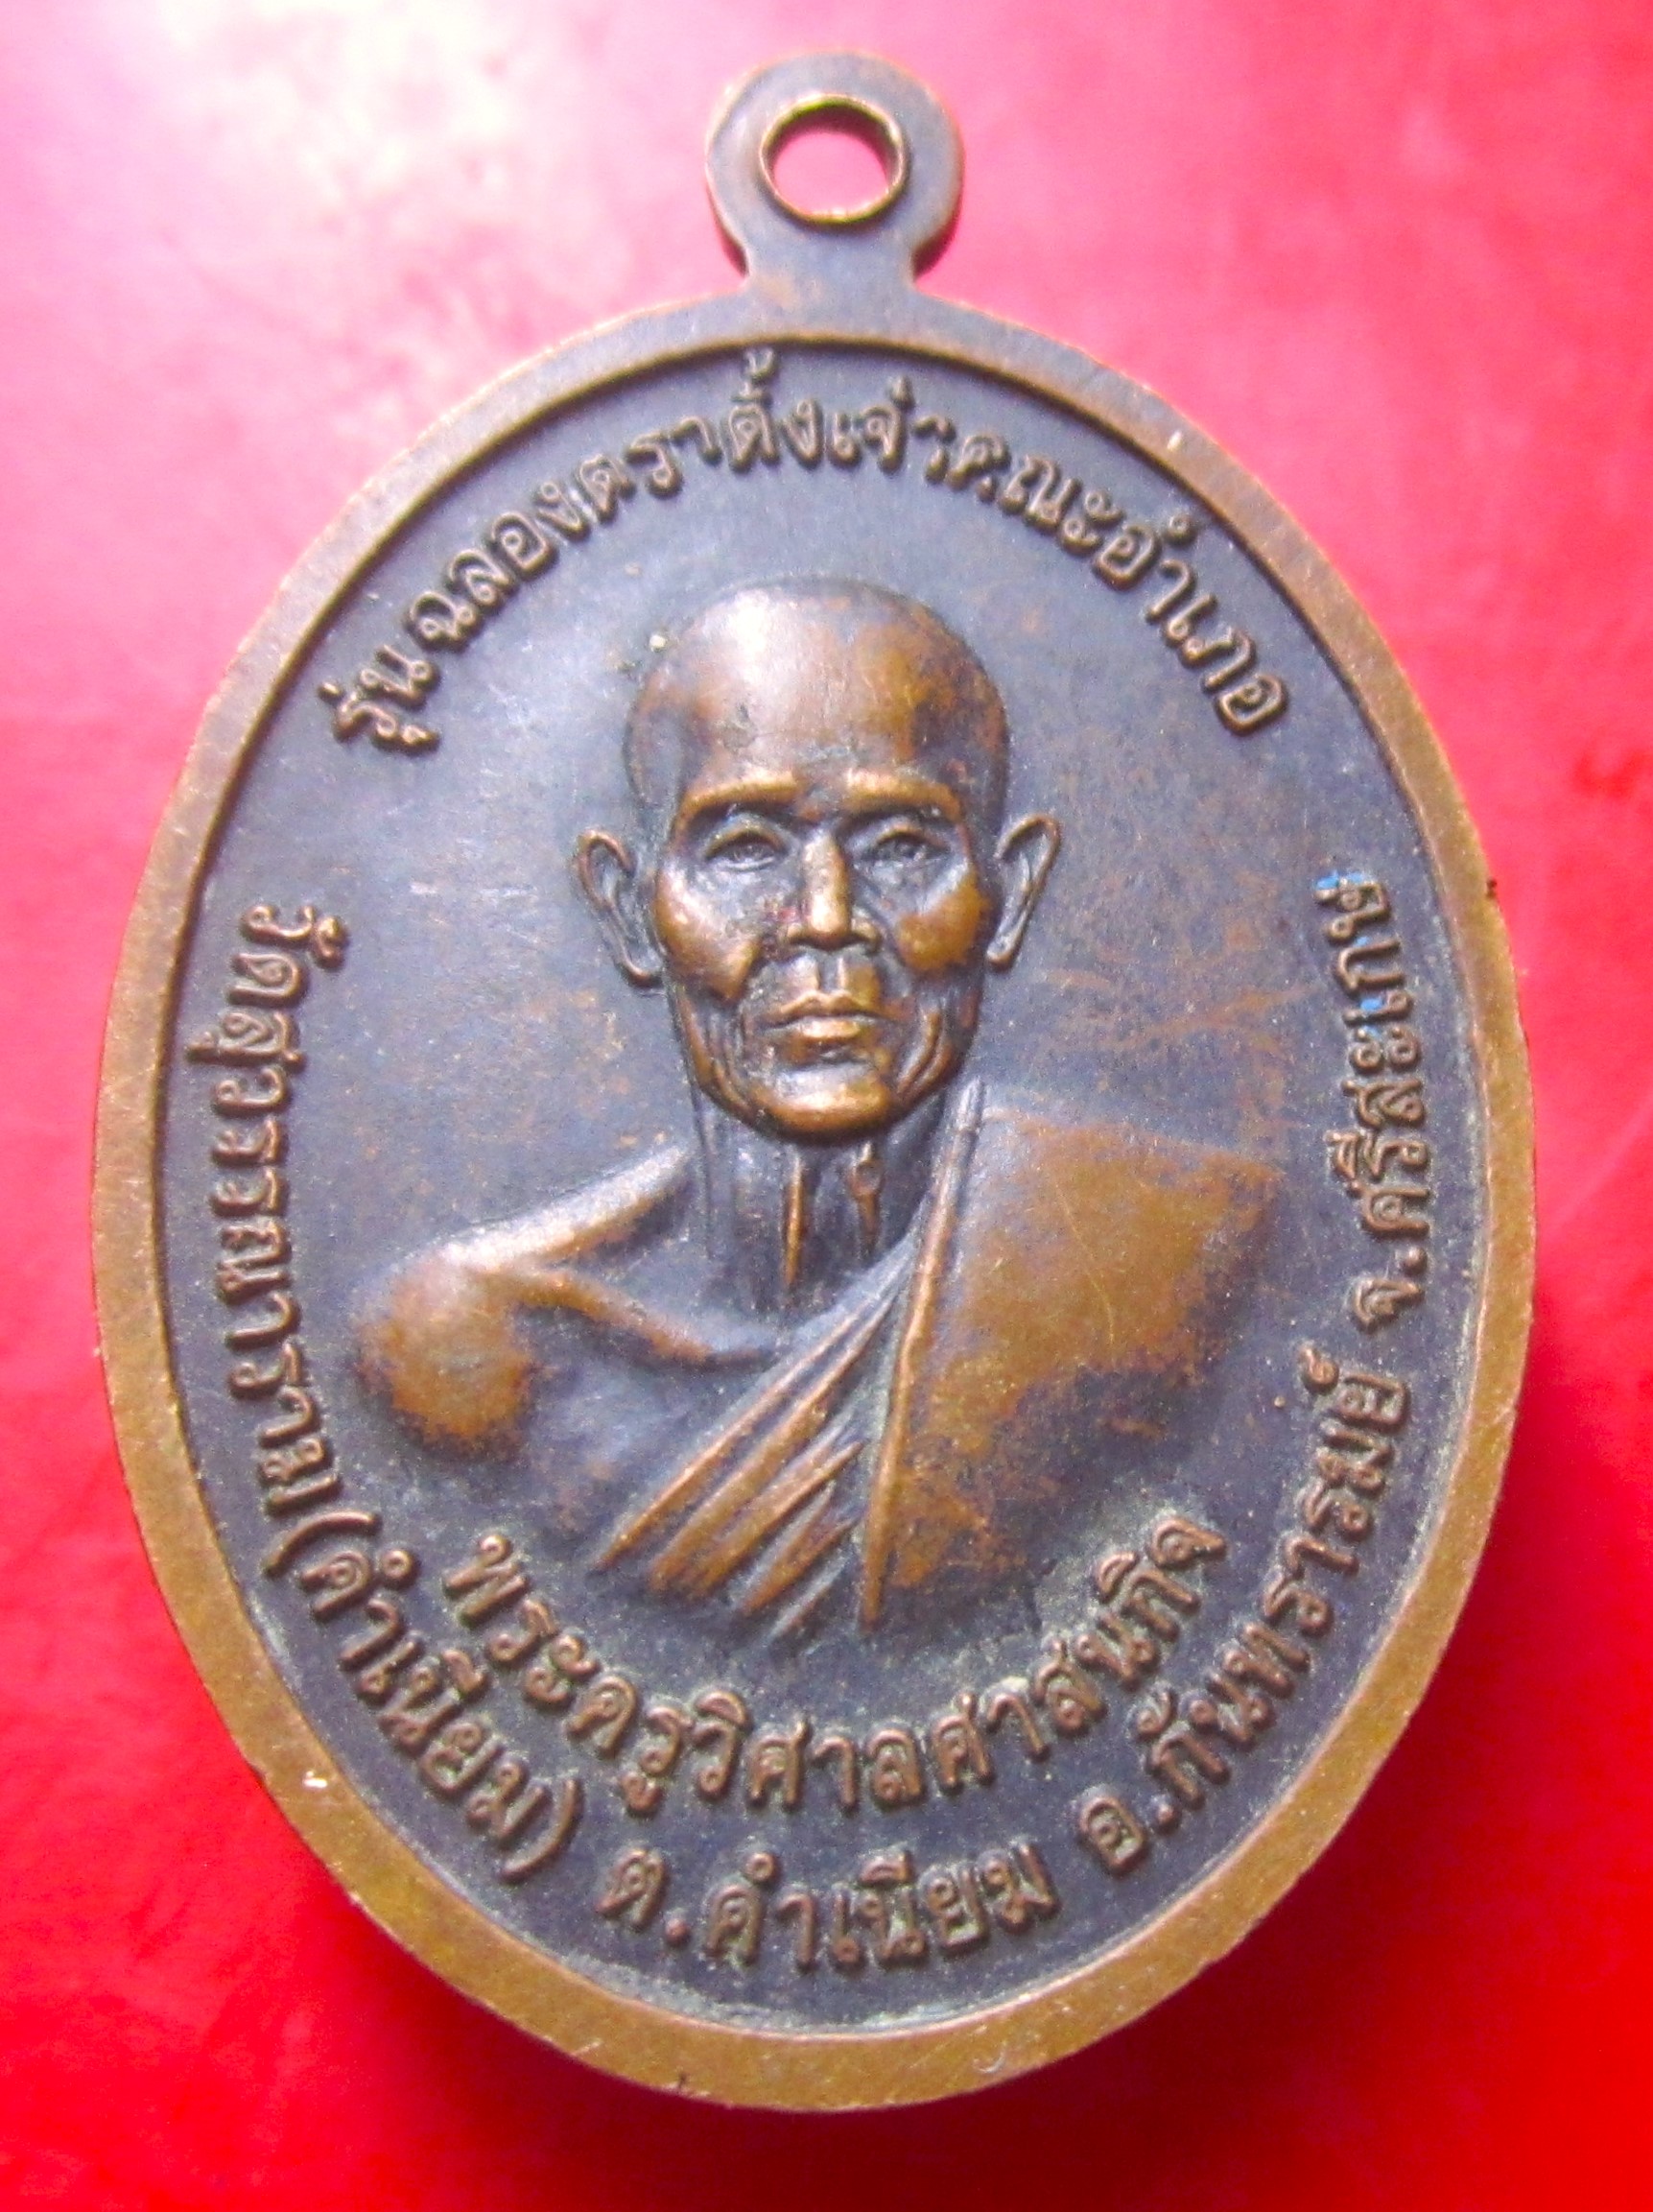 รุ่นฉลองตราตั้งเจ้าคณะอำเภอ
พระครูวิศาลศาสนกิจ
วัดสุวรรณาราม(คำเนียม) ต.คำเนียม อ.กันทรารมย์ จ.ศรีสะเกษ